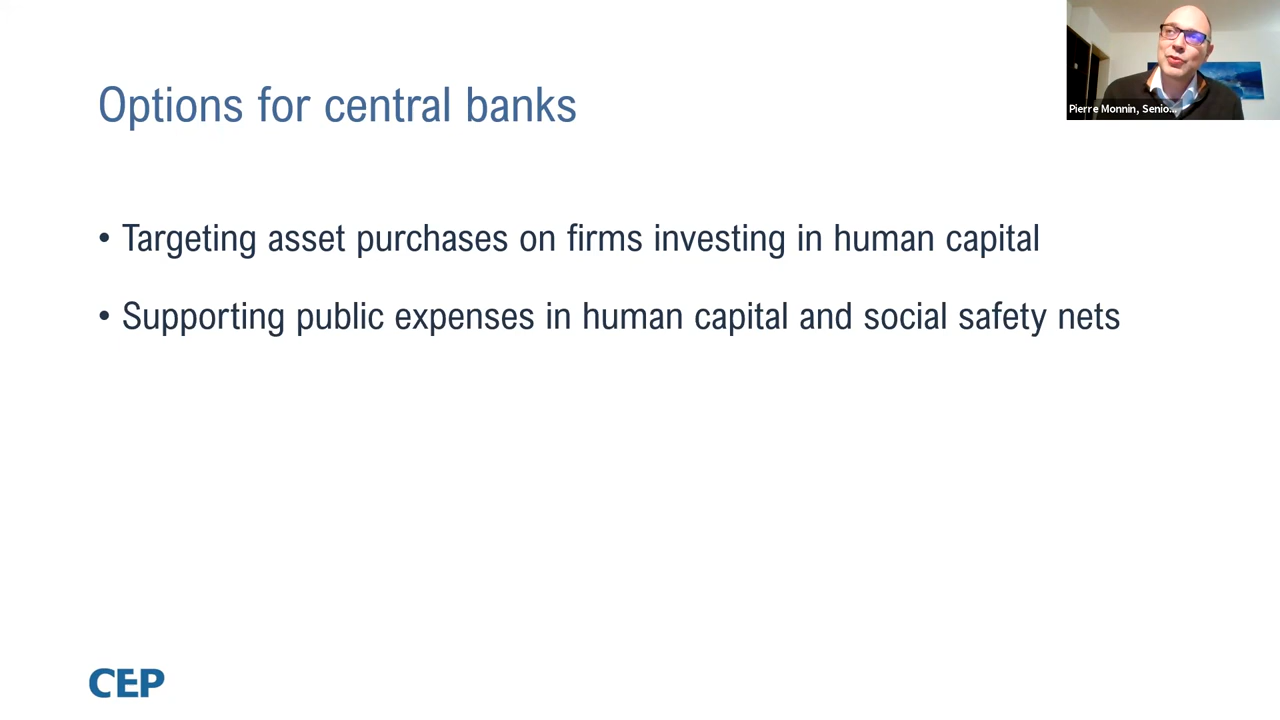 Options for central banks
Pierre Monnin, Senio...
• Targeting asset purchases on firms investing in human capital
• Supporting public expenses in human capital and social safety nets
CEP